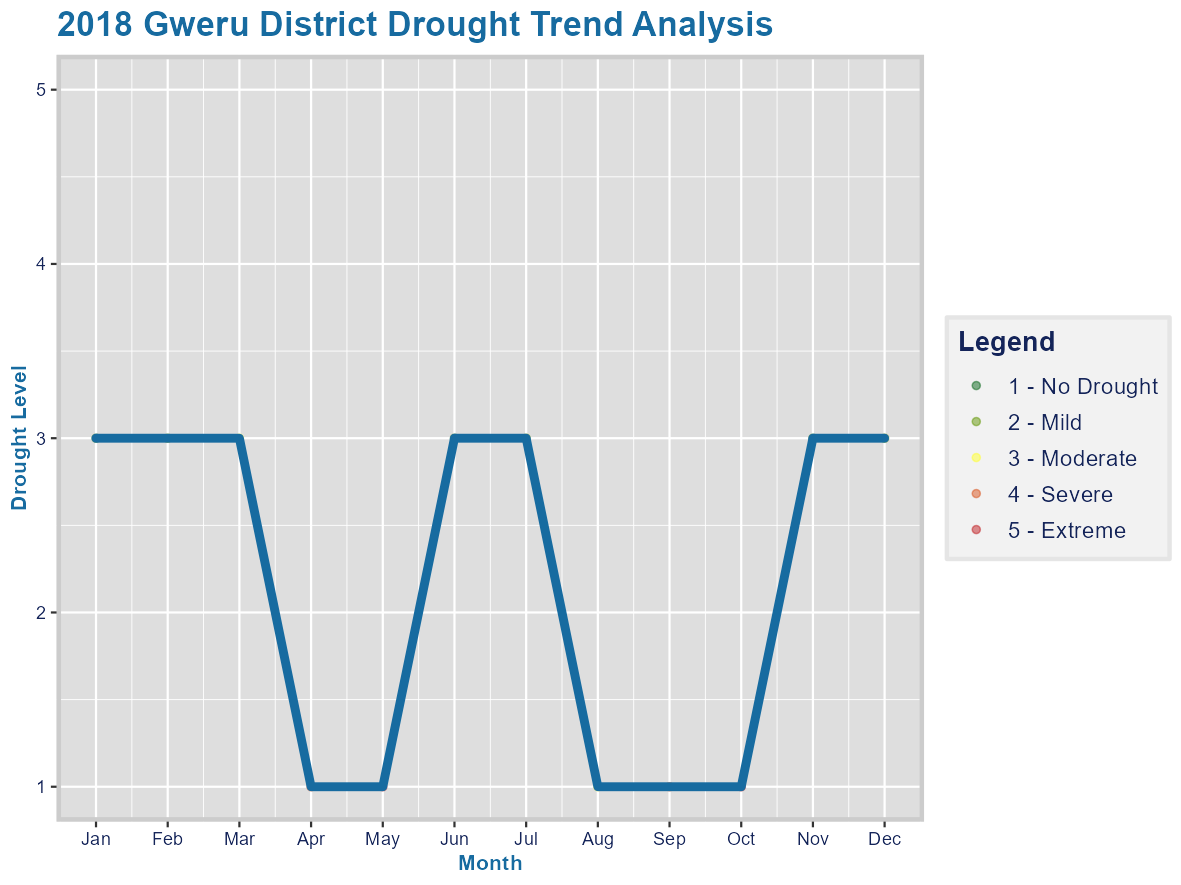 2018 Gweru District Drought Trend Analysis
Drought Level
5
4
3
2
1
Jan Feb Mar Apr May Jun Jul Aug Sep Oct Nov Dec
Month
Legend
1 - No Drought
2 - Mild
3 - Moderate
4 - Severe
5 - Extreme